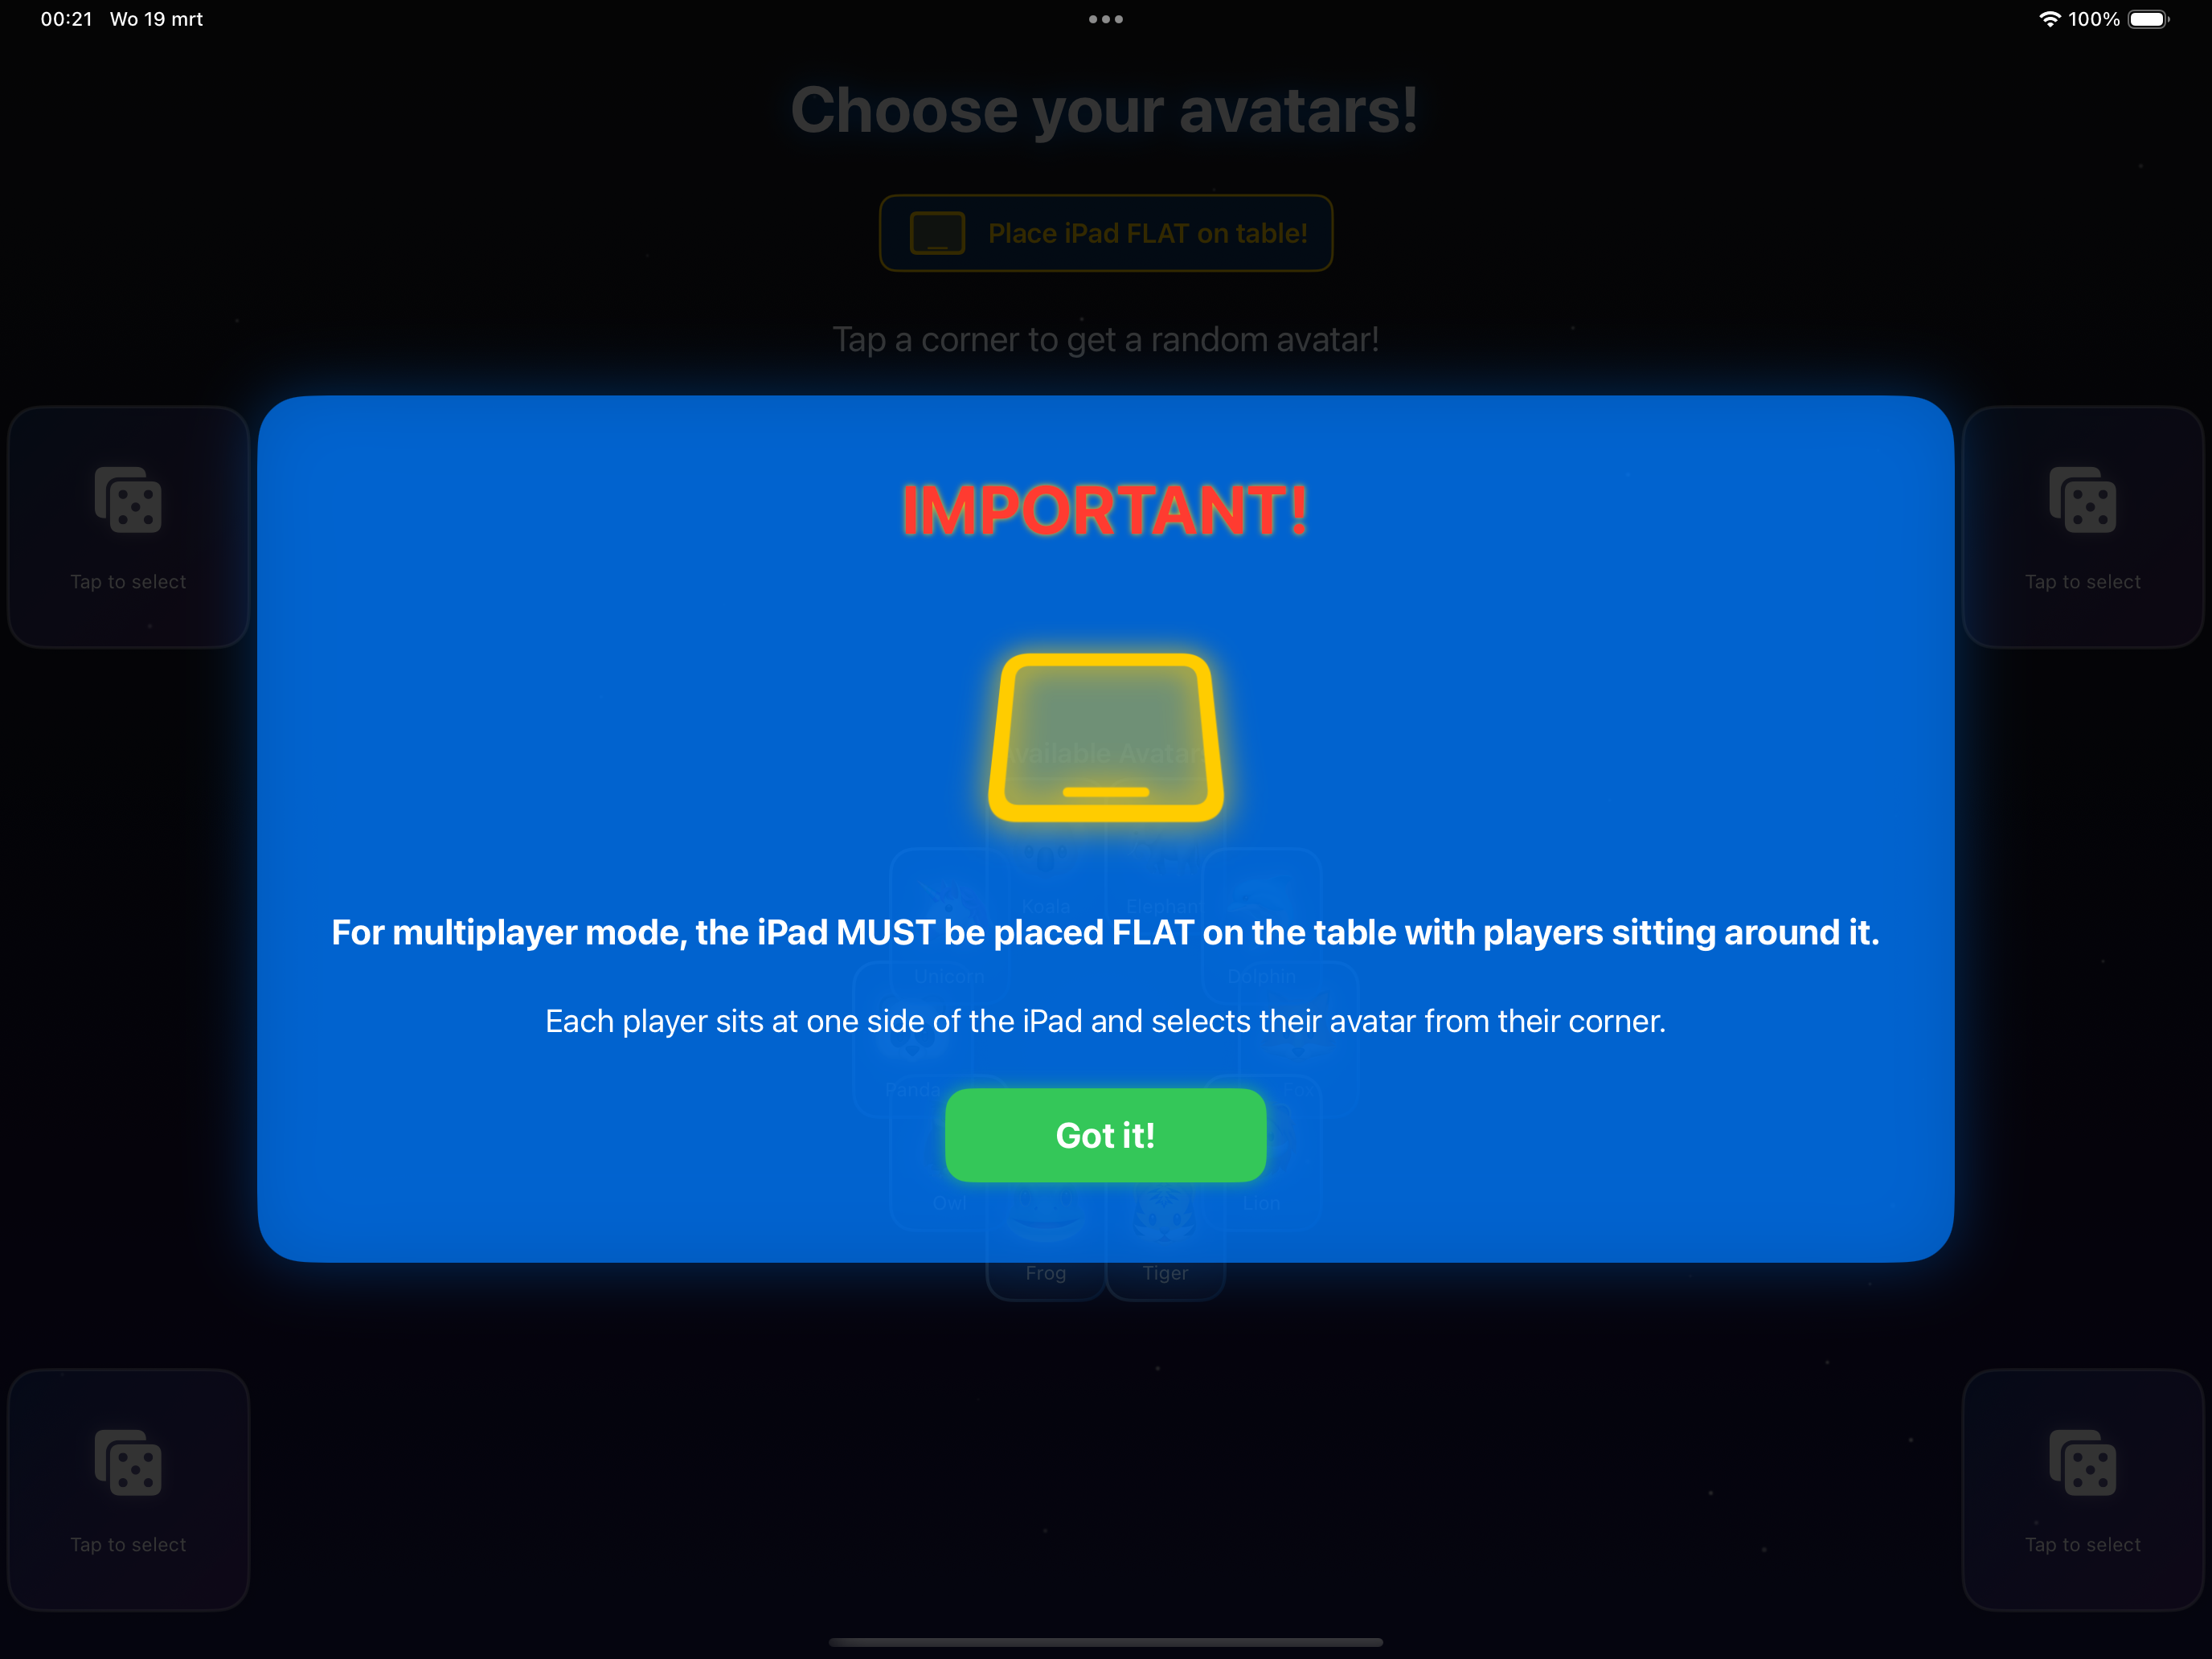 00:21 Wo 19 mrt
100%
Choose your avatars!
Place iPad FLAT on table!
Tap a corner to get a random avatar!
Tap to select
Tap to select
IMPORTANT!
Available Avatars
Koala
Elephant
For multiplayer mode, the iPad MUST be placed FLAT on the table with players sitting around it.
Unicorn
Dolphin
Each player sits at one side of the iPad and selects their avatar from their corner.
Panda
Fox
Got it!
Owl
Lion
Frog
Tiger
Tap to select
Tap to select